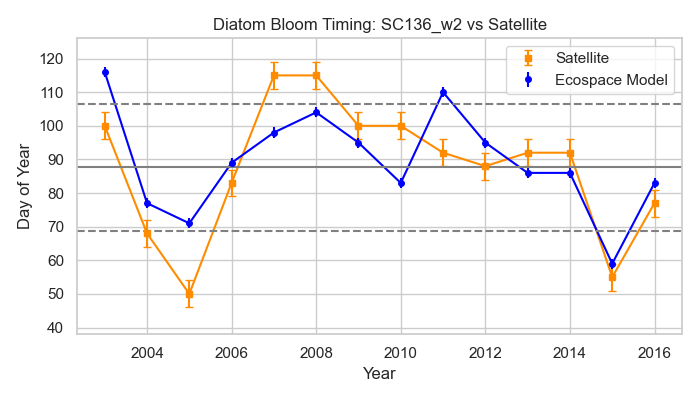 Diatom Bloom Timing: SC136_w2 vs Satellite
Satellite
Ecospace Model
Day of Year
120
110
100
90
80
70
60
50
40
2004 2006 2008 2010 2012 2014 2016
Year